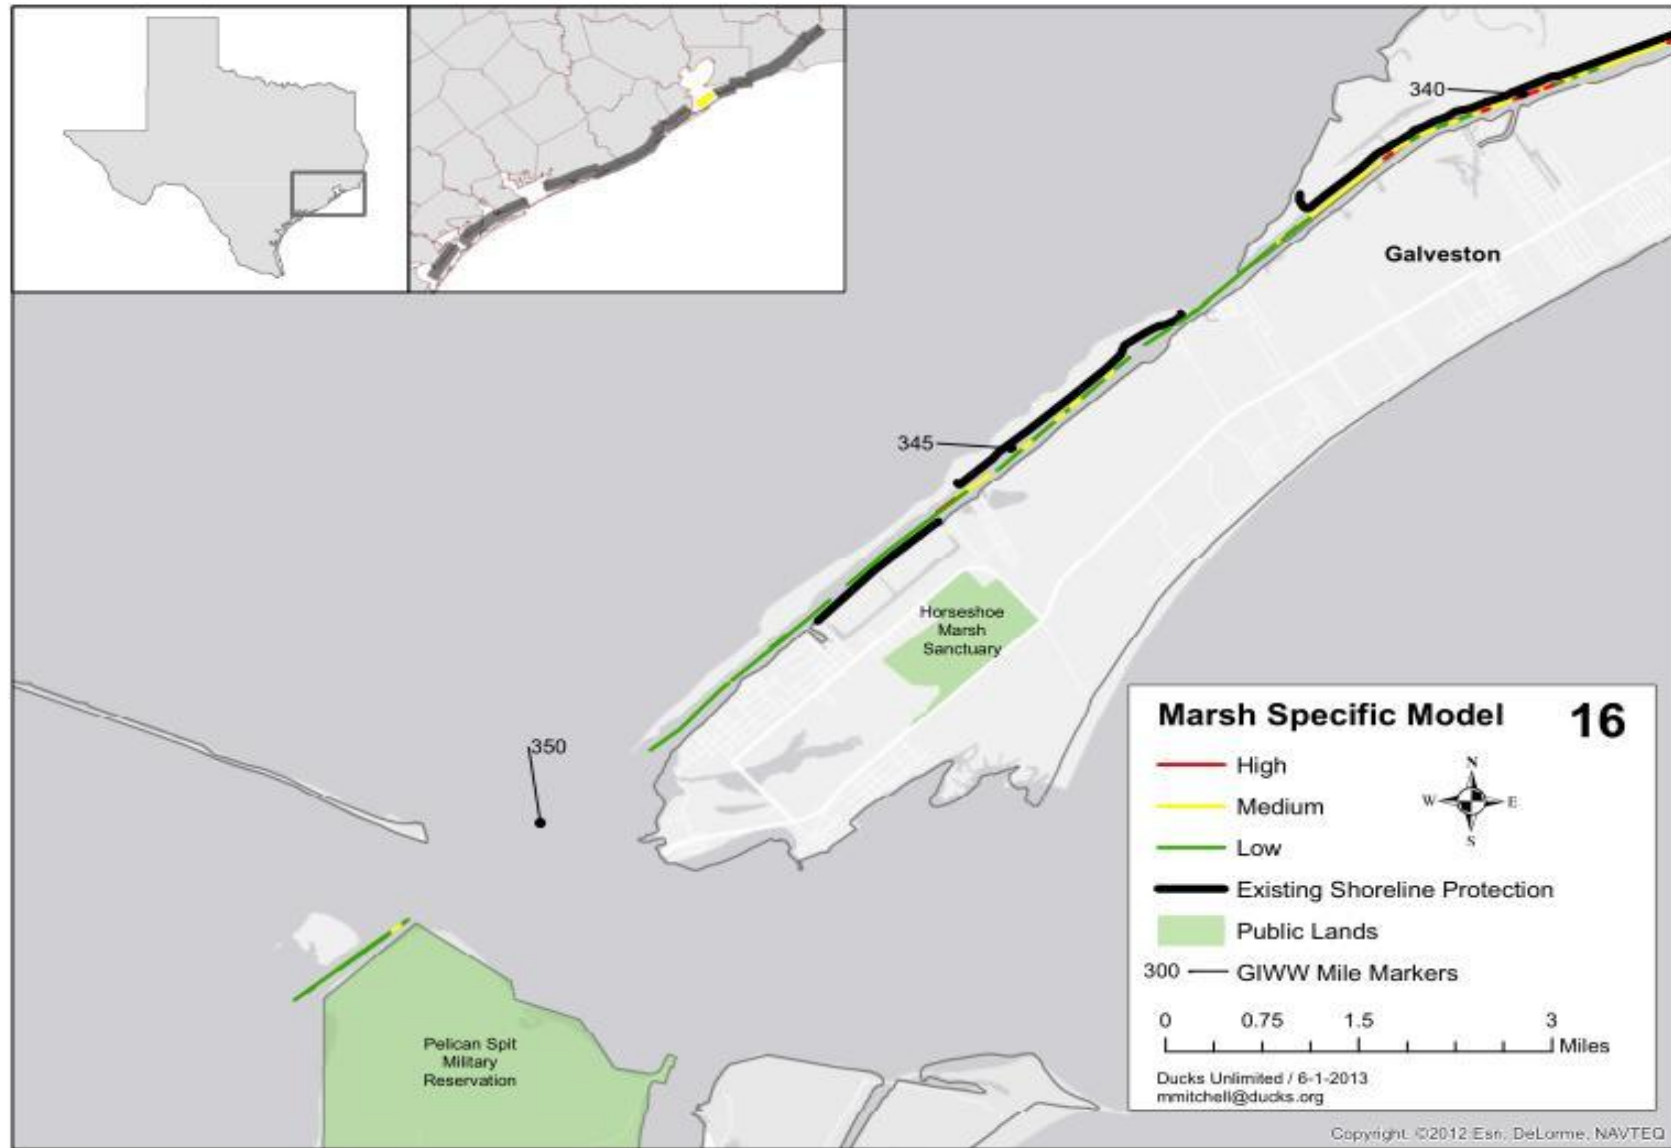 340
Galveston
345
Horseshoe
Marsh
Sanctuary
350
Pelican Spit
Military
Reservation
Marsh Specific Model 16
High
Medium
Low
Existing Shoreline Protection
Public Lands
300 GIWW Mile Markers
N
W E
S
0 0.75 1.5 3
Miles
Ducks Unlimited / 6-1-2013
mmitchell@ducks.org
Copyright: ©2012 Esri, DeLorme, NAVTEQ